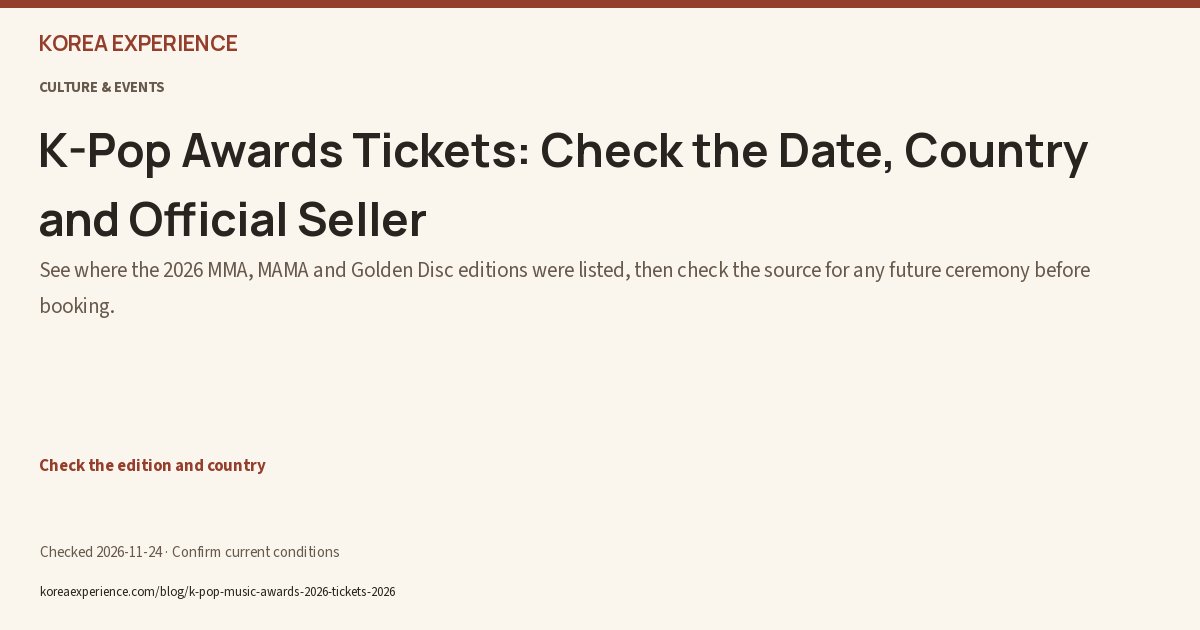 KOREA EXPERIENCE
CULTURE & EVENTS
K-Pop Awards Tickets: Check the Date, Country
and Official Seller
See where the 2026 MMA, MAMA and Golden Disc editions were listed, then check the source for any future ceremony before
booking.
Check the edition and country
Checked 2026-11-24 · Confirm current conditions
koreaexperience.com/blog/k-pop-music-awards-2026-tickets-2026